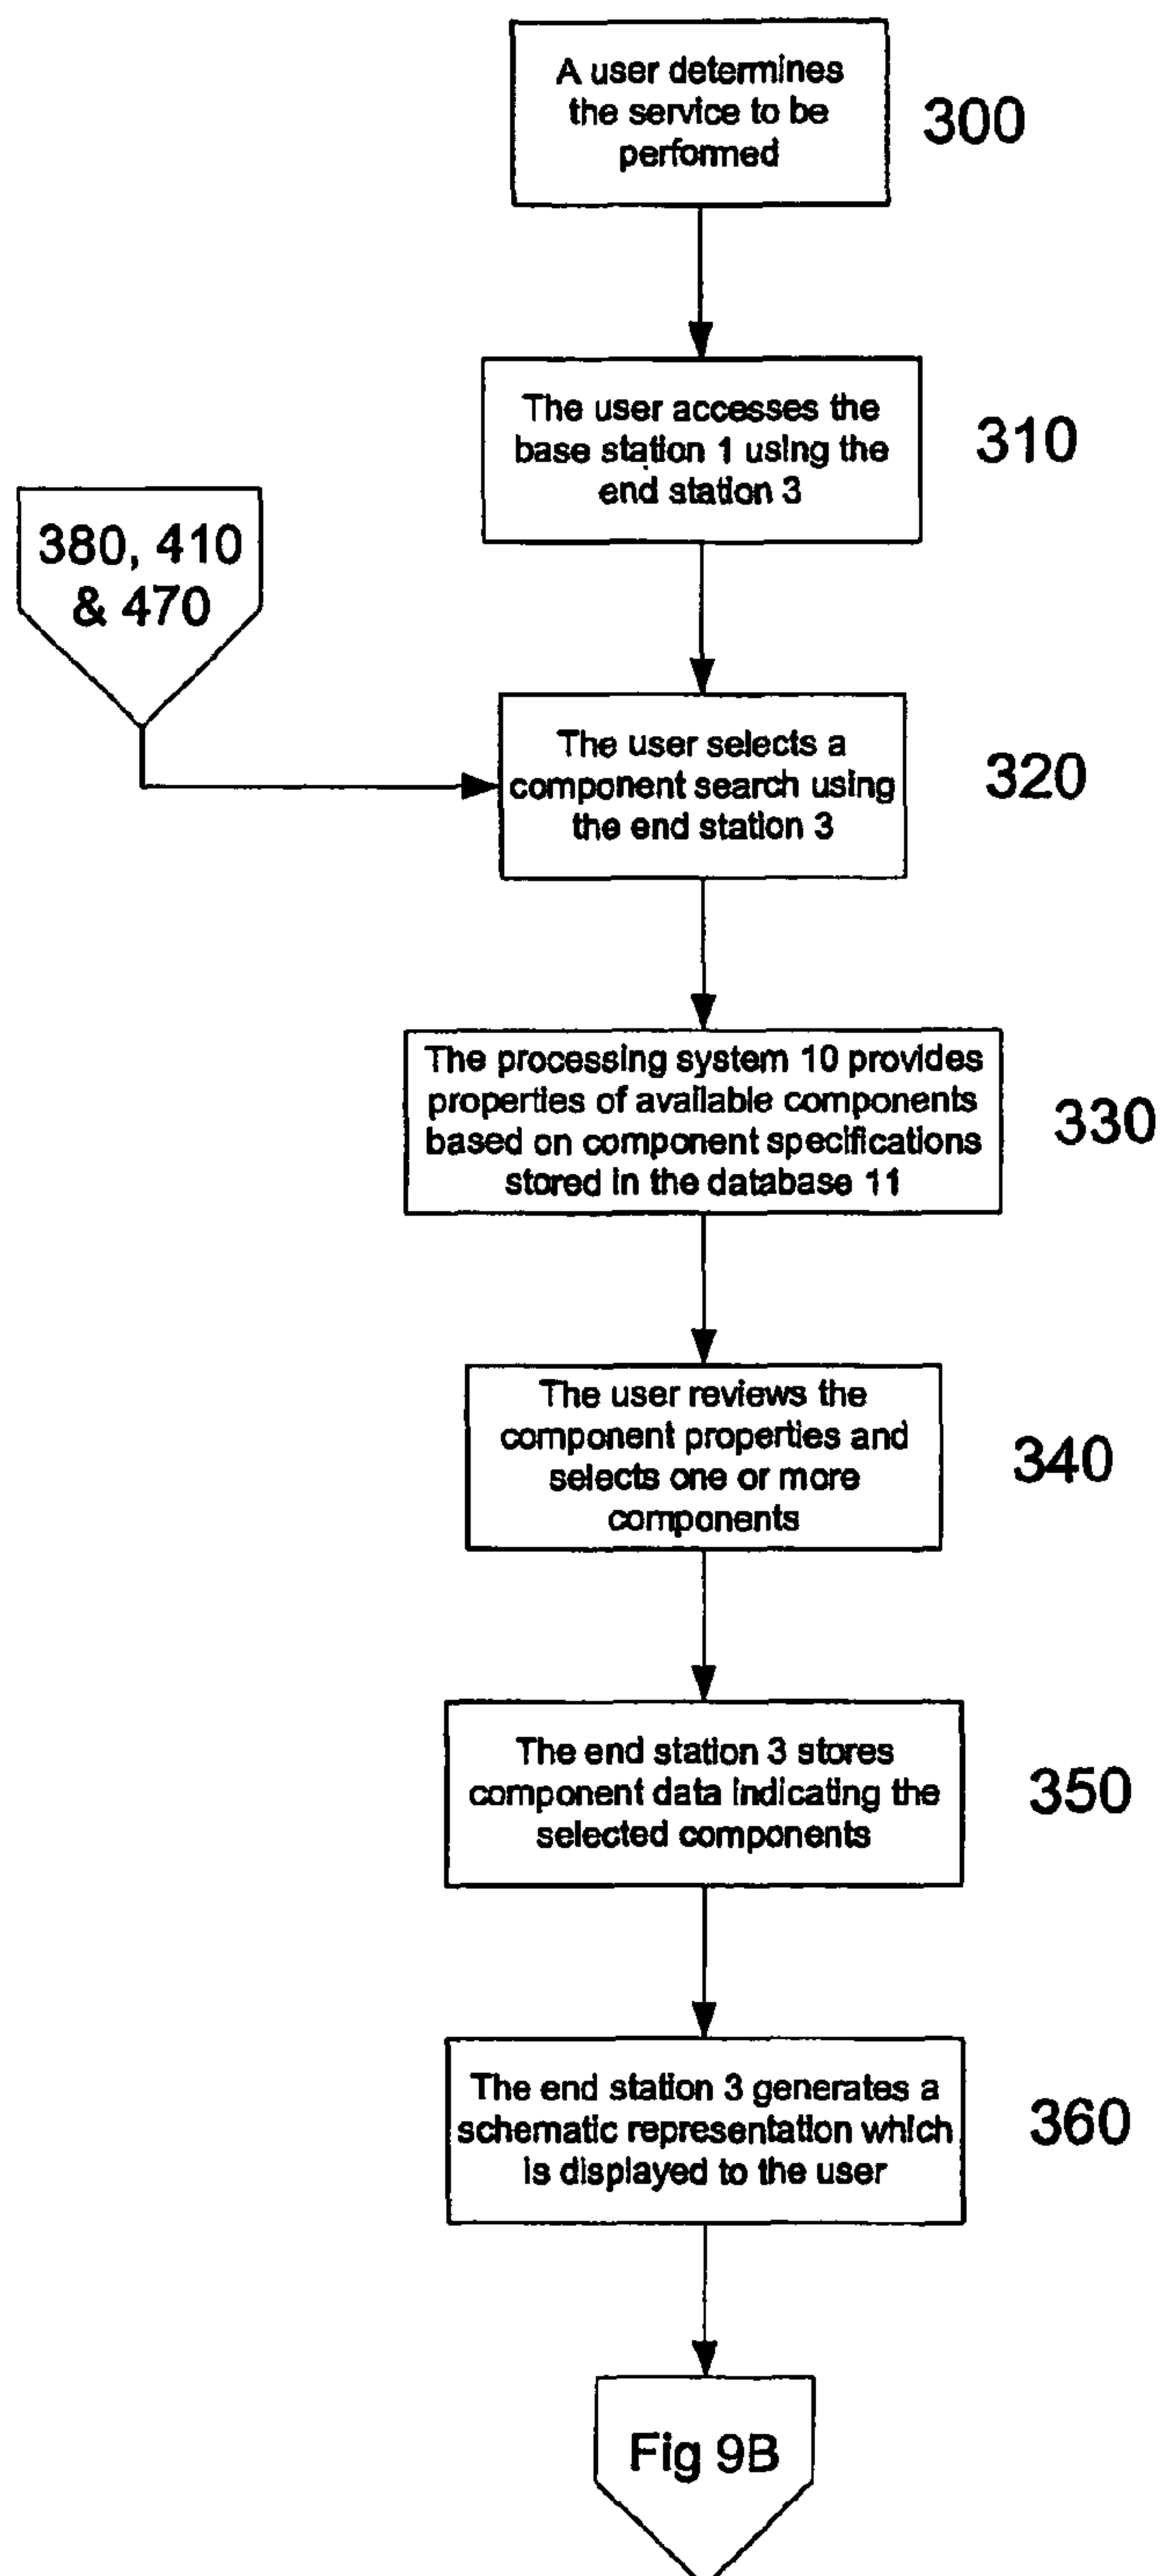 A user determines
the service to be
performed
300
The user accesses the
base station 1 using the
end station 3
310
380, 410
& 470
The user selects a
component search using
the end station 3
320
The processing system 10 provides
properties of available components
based on component specifications
stored in the database 11
330
The user reviews the
component properties and
selects one or more
components
340
The end station 3 stores
component data indicating the
selected components
350
The end station 3 generates a
schematic representation which
is displayed to the user
360
Fig 9B